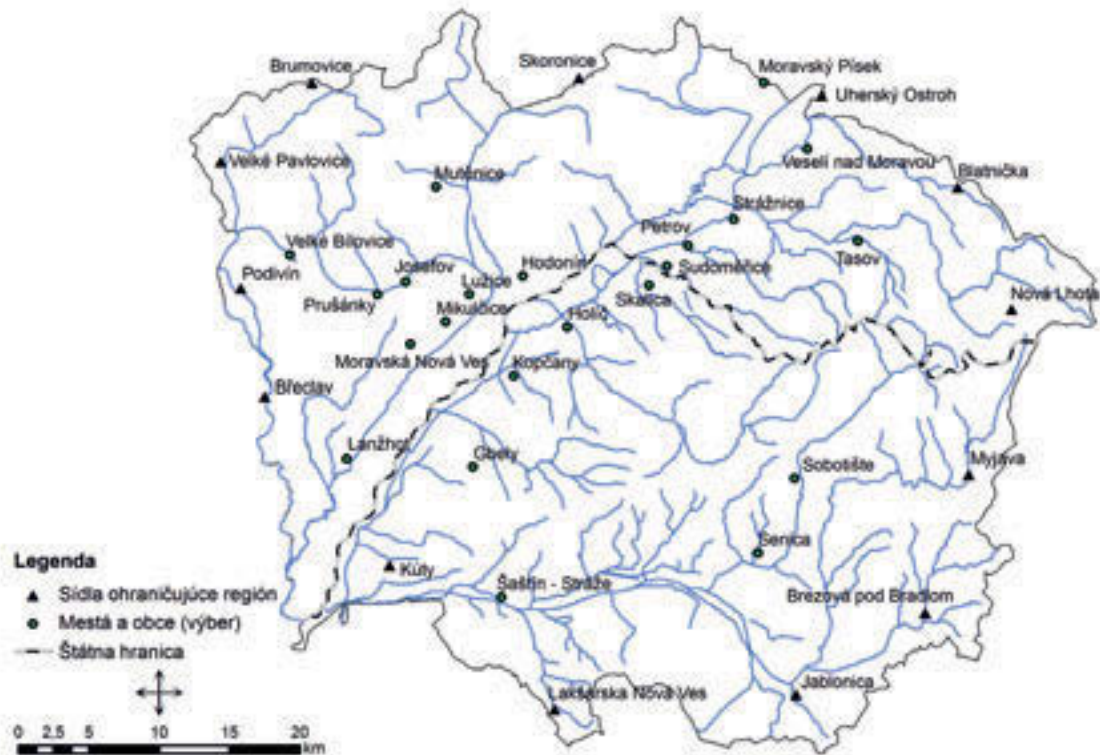 Skoronice
Moravský Písek
Brumovice
Uherský Ostroh
Velké Pavlovice
Veselí nad Moravou
Mutěnice
Blatnička
Strážnice
Petrov
Velké Bílovice
Tasov
Podivín
Josefov
Hodonín
Sudoměřice
Lužice
Skalica
Prušánky
Mikulčice
Nová Lhota
Holíč
Moravská Nová Ves
Kopčany
Břeclav
Lanžhot
Gbely
Sobotište
Myjava
Senica
Kúty
Šaštín - Stráže
Brezová pod Bradlom
Lakšárska Nová Ves
Jablonica
Legenda
Sídla ohraničujúce región
Mestá a obce (výber)
Štátna hranica
0 2,5 5 10 15 20
km